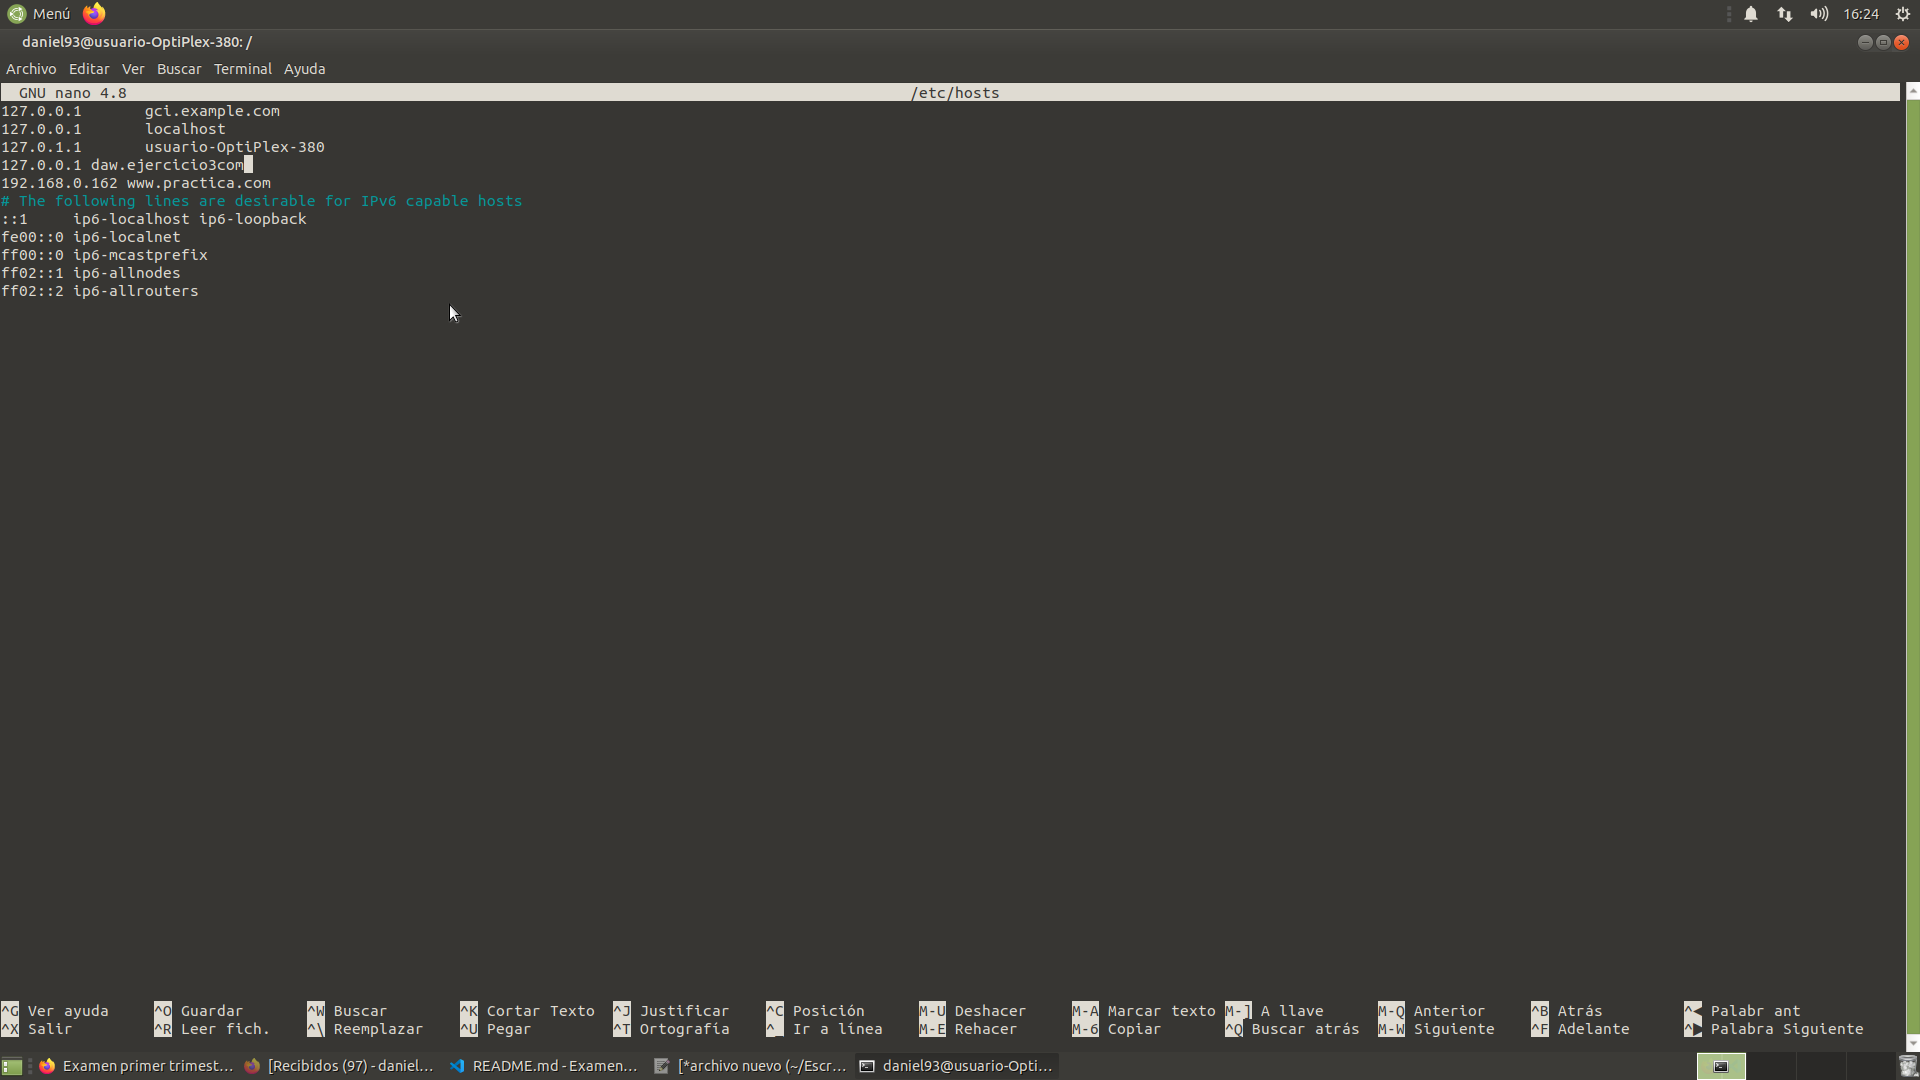 Menú 16:24
daniel93@usuario-OptiPlex-380: /
Archivo Editar Ver Buscar Terminal Ayuda
GNU nano 4.8 /etc/hosts
127.0.0.1 gci.example.com
127.0.0.1 localhost
127.0.1.1 usuario-OptiPlex-380
127.0.0.1 daw.ejercicio3com
192.168.0.162 www.practica.com
# The following lines are desirable for IPv6 capable hosts
::1 ip6-localhost ip6-loopback
fe00::0 ip6-localnet
ff00::0 ip6-mcastprefix
ff02::1 ip6-allnodes
ff02::2 ip6-allrouters
^G Ver ayuda ^O Guardar ^W Buscar ^K Cortar Texto ^J Justificar ^C Posición M-U Deshacer M-A Marcar texto M-] A llave M-Q Anterior ^B Atrás ^◀ Palabr ant
^X Salir ^R Leer fich. ^\ Reemplazar ^U Pegar ^T Ortografía ^_ Ir a línea M-E Rehacer M-6 Copiar ^Q Buscar atrás M-W Siguiente ^F Adelante ^▶ Palabra Siguiente
Examen primer trimest… [Recibidos (97) - daniel… README.md - Examen… [*archivo nuevo (~/Escr… daniel93@usuario-Opti…